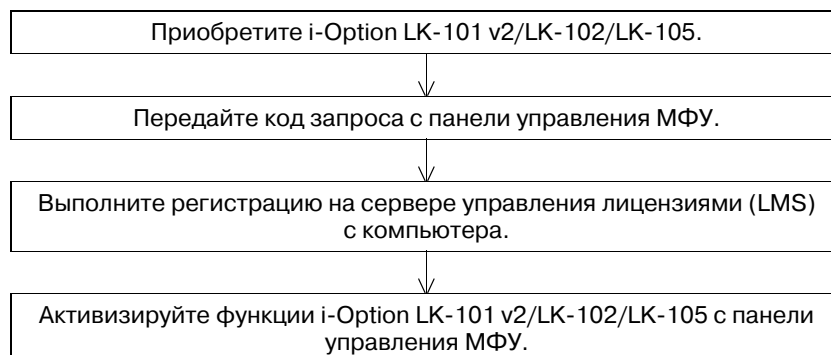 Приобретите i-Option LK-101 v2/LK-102/LK-105.
Передайте код запроса с панели управления МФУ.
Выполните регистрацию на сервере управления лицензиями (LMS)
с компьютера.
Активизируйте функции i-Option LK-101 v2/LK-102/LK-105 с панели
управления МФУ.